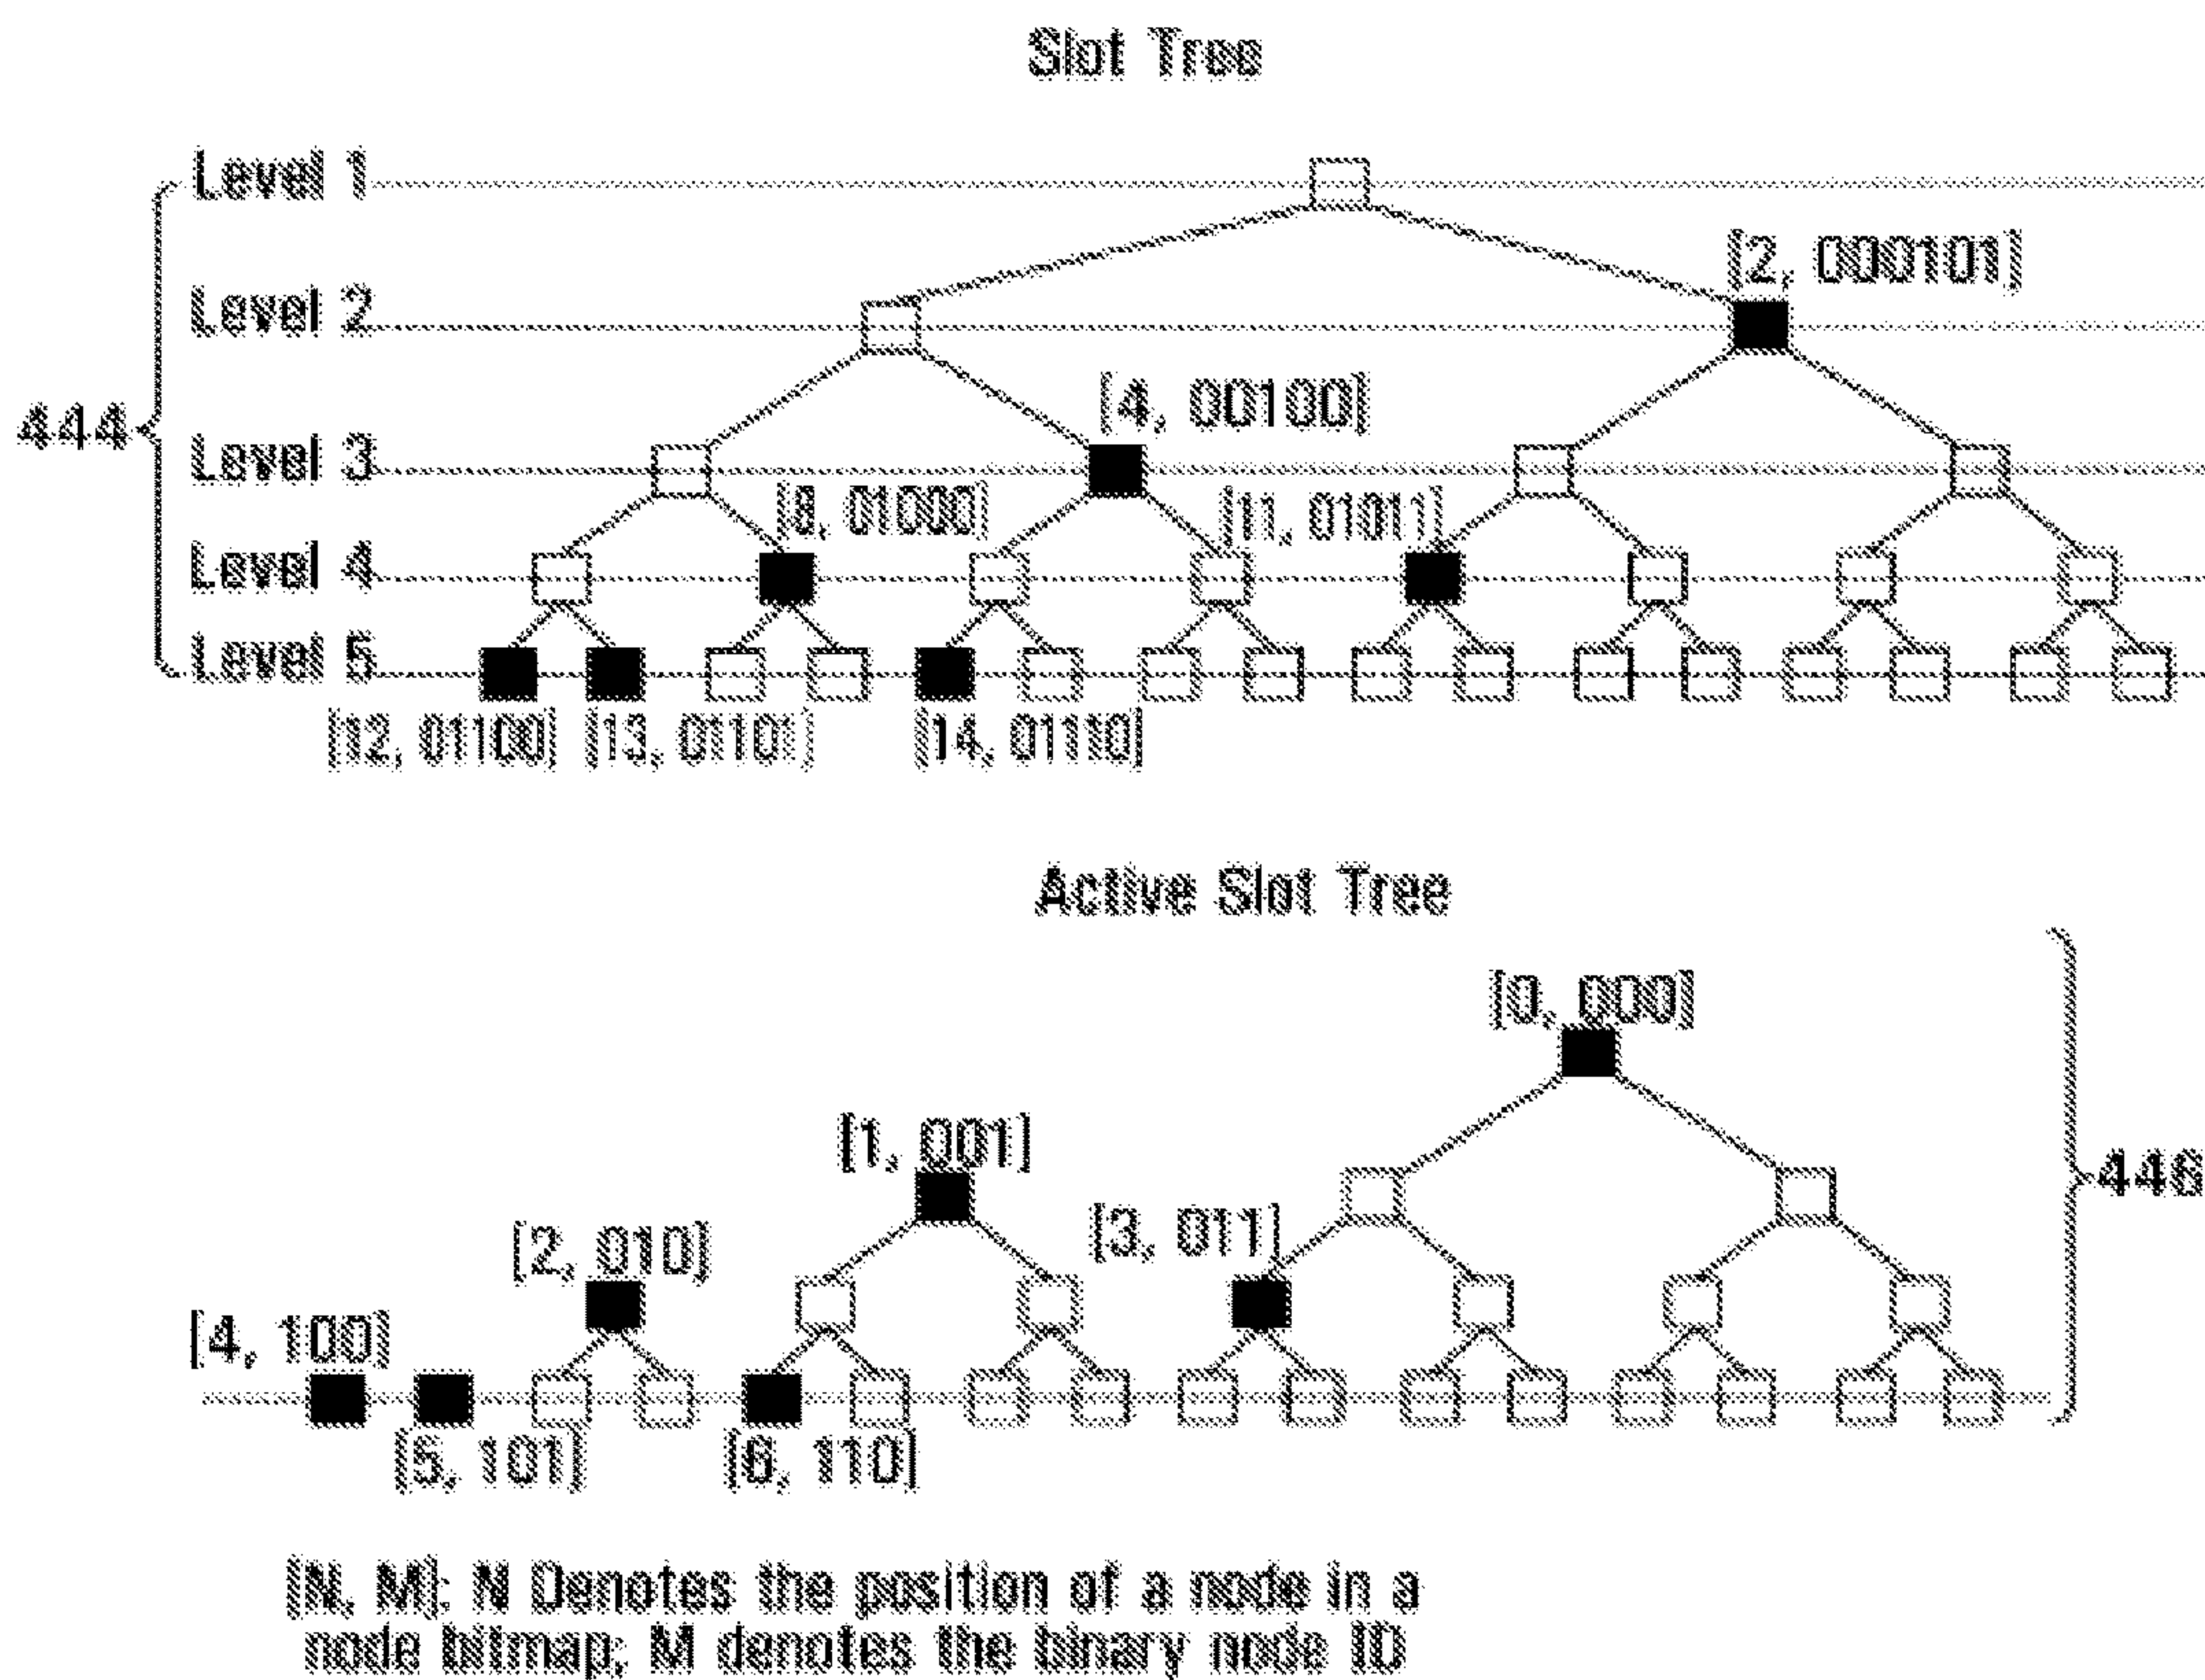 Slot Tree
Level 1
[2, 000101]
Level 2
[4, 00100]
444
Level 3
[8, 01000]
[11, 01011]
Level 4
Level 5
[12, 01100] [13, 01101] [14, 01110]
Active Slot Tree
[0, 000]
[1, 001]
446
[3, 011]
[2, 010]
[4, 100]
[5, 101] [6, 110]
[N, M]: N Denotes the position of a node in a
node bitmap; M denotes the binary node ID